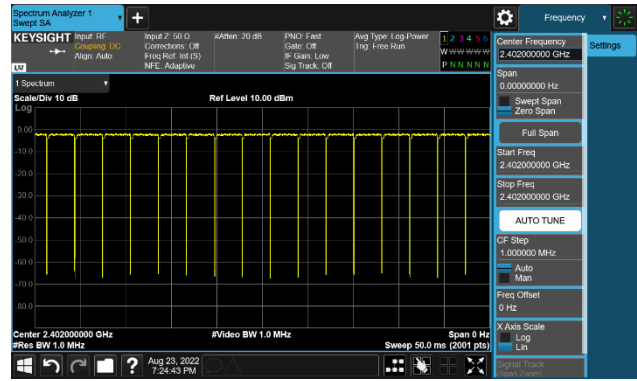 Spectrum Analyzer 1
Swept SA
+
Frequency
KEYSIGHT
Input: RF
Coupling: DC
Align: Auto
Input Z: 50 Ω
Corrections: Off
Freq Ref: Int (S)
NFE: Adaptive
#Atten: 20 dB
PNO: Fast
Gate: Off
IF Gain: Low
Sig Track: Off
Avg Type: Log-Power
Trig: Free Run
1 2 3 4 5 6
W W W W W W
P N N N N N
LXI
Center Frequency
2.402000000 GHz
Settings
Span
0.00000000 Hz
Swept Span
Zero Span
Full Span
Start Freq
2.402000000 GHz
Stop Freq
2.402000000 GHz
AUTO TUNE
CF Step
1.000000 MHz
Auto
Man
Freq Offset
0 Hz
X Axis Scale
Log
Lin
Signal Track
(Span Zoom)
1 Spectrum
Scale/Div 10 dB
Ref Level 10.00 dBm
Log
0.00
-10.0
-20.0
-30.0
-40.0
-50.0
-60.0
-70.0
-80.0
Center 2.402000000 GHz
#Video BW 1.0 MHz
Span 0 Hz
#Res BW 1.0 MHz
Sweep 50.0 ms (2001 pts)
?
Aug 23, 2022
7:24:43 PM